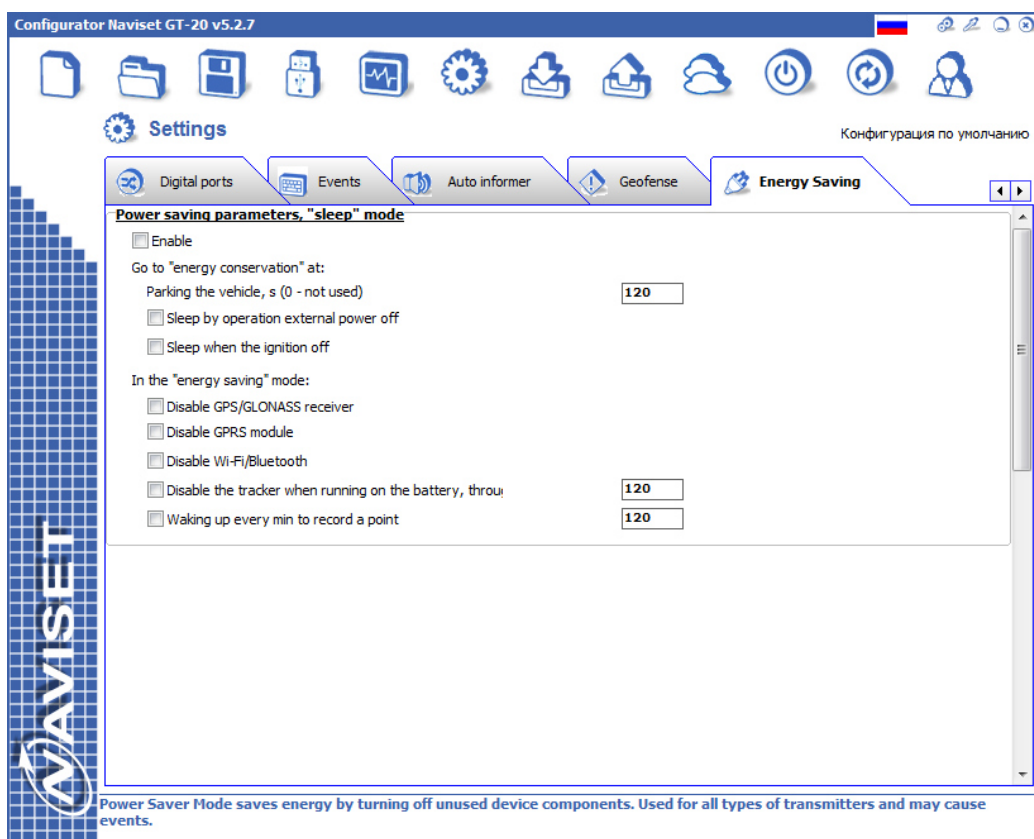 Configurator Naviset GT-20 v5.2.7
Settings
Конфигурация по умолчанию
Digital ports
Events
Auto informer
Geofense
Energy Saving
Power saving parameters, "sleep" mode
Enable
Go to "energy conservation" at:
Parking the vehicle, s (0 - not used) 120
Sleep by operation external power off
Sleep when the ignition off
In the "energy saving" mode:
Disable GPS/GLONASS receiver
Disable GPRS module
Disable Wi-Fi/Bluetooth
Disable the tracker when running on the battery, throu 120
Waking up every min to record a point 120
NAVISET
Power Saver Mode saves energy by turning off unused device components. Used for all types of transmitters and may cause
events.